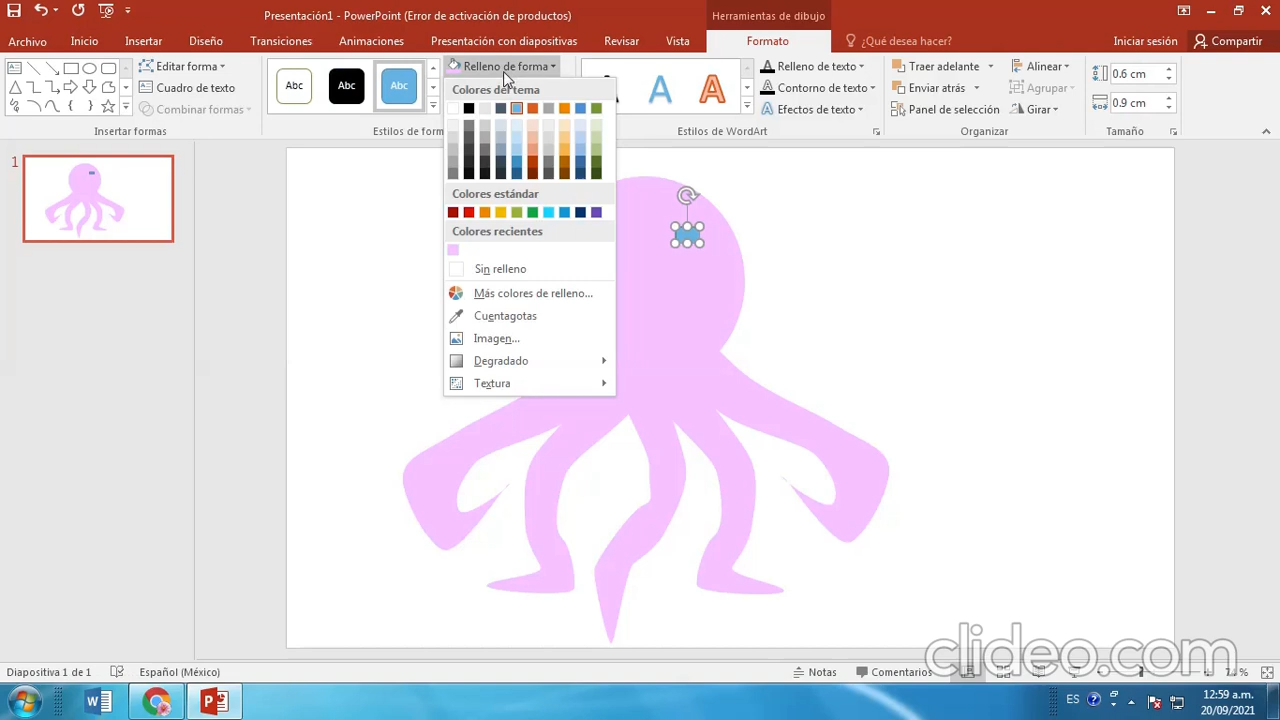 Presentación1 - PowerPoint (Error de activación de productos)
Herramientas de dibujo
Archivo Inicio Insertar Diseño Transiciones Animaciones Presentación con diapositivas Revisar Vista Formato ¿Qué desea hacer? Iniciar sesión Compartir
Editar forma
Cuadro de texto
Combinar formas
Insertar formas
Abc Abc Abc
Estilos de for
Relleno de forma
Colores del tema
Colores estándar
Colores recientes
Sin relleno
Más colores de relleno...
Cuentagotas
Imagen...
Degradado
Textura
A A
Estilos de WordArt
Relleno de texto
Contorno de texto
Efectos de texto
Traer adelante
Enviar atrás
Panel de selección
Alinear
Agrupar
Girar
Organizar
0.6 cm
0.9 cm
Tamaño
1
Diapositiva 1 de 1 Español (México) Notas Comentarios
clideo.com
ES
12:59 a.m.
20/09/2021